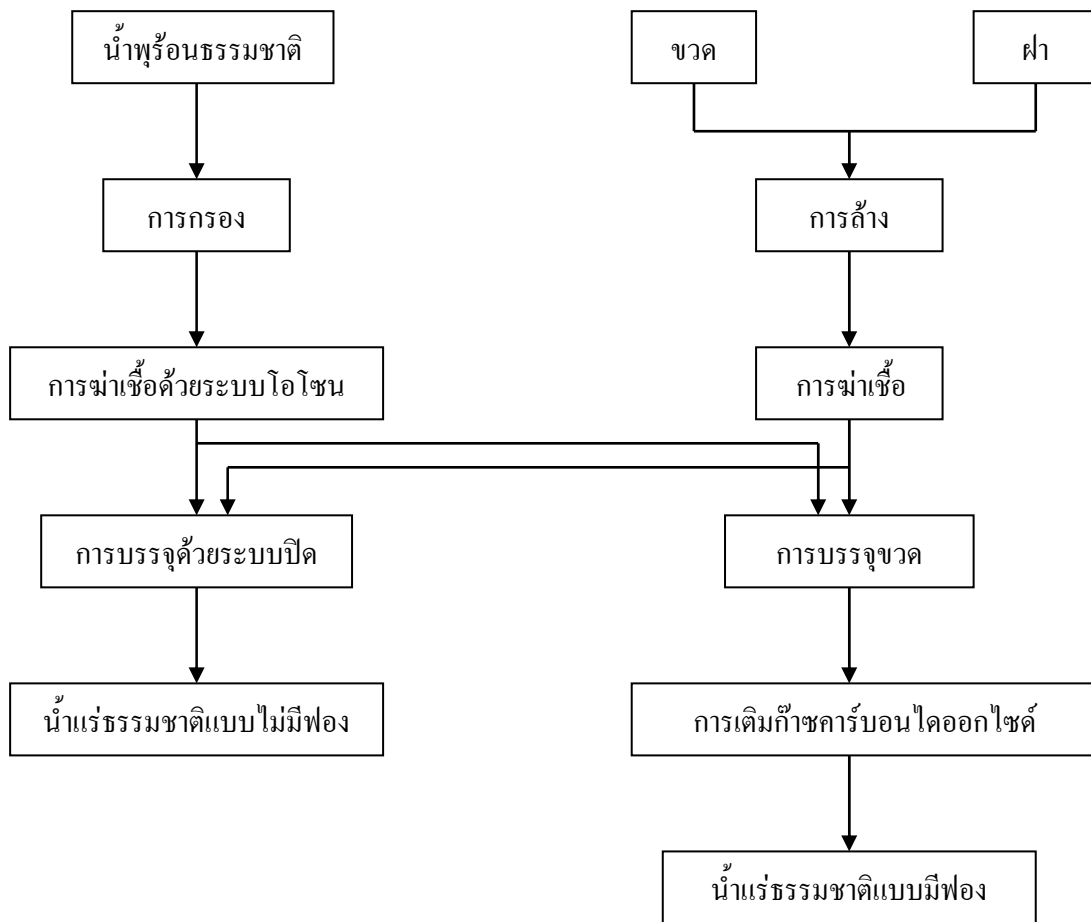 น้ำพุร้อนธรรมชาติ
ขวด
ฝา
การกรอง
การล้าง
การฆ่าเชื้อด้วยระบบโอโซน
การฆ่าเชื้อ
การบรรจุด้วยระบบปิด
การบรรจุขวด
น้ำแร่ธรรมชาติแบบไม่มีฟอง
การเติมก๊าซคาร์บอนไดออกไซด์
น้ำแร่ธรรมชาติแบบมีฟอง